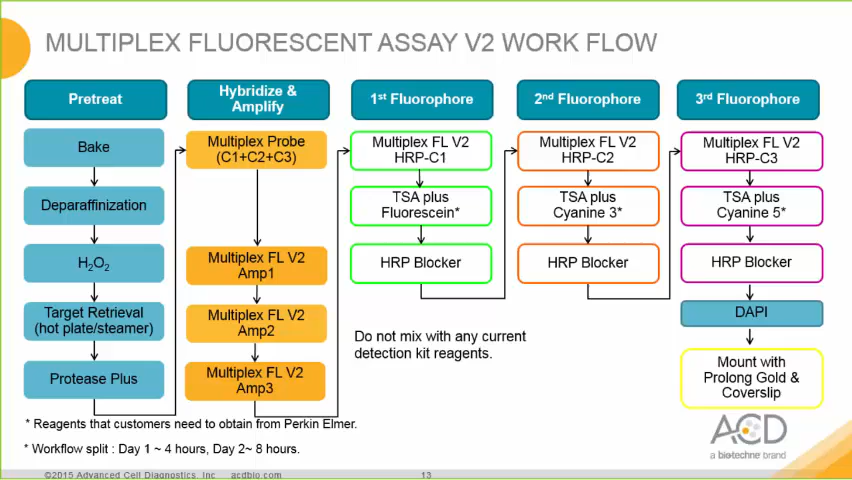 MULTIPLEX FLUORESCENT ASSAY V2 WORK FLOW
Pretreat
Bake
Deparaffinization
H2O2
Target Retrieval
(hot plate/steamer)
Protease Plus
Hybridize &
Amplify
Multiplex Probe
(C1+C2+C3)
Multiplex FL V2
Amp1
Multiplex FL V2
Amp2
Multiplex FL V2
Amp3
1st Fluorophore
Multiplex FL V2
HRP-C1
TSA plus
Fluorescein*
HRP Blocker
2nd Fluorophore
Multiplex FL V2
HRP-C2
TSA plus
Cyanine 3*
HRP Blocker
3rd Fluorophore
Multiplex FL V2
HRP-C3
TSA plus
Cyanine 5*
HRP Blocker
DAPI
Mount with
Prolong Gold &
Coverslip
Do not mix with any current
detection kit reagents.
* Reagents that customers need to obtain from Perkin Elmer.
* Workflow split : Day 1 ~ 4 hours, Day 2~ 8 hours.
ACD
a biotechne brand
©2015 Advanced Cell Diagnostics, Inc acdbio.com
13